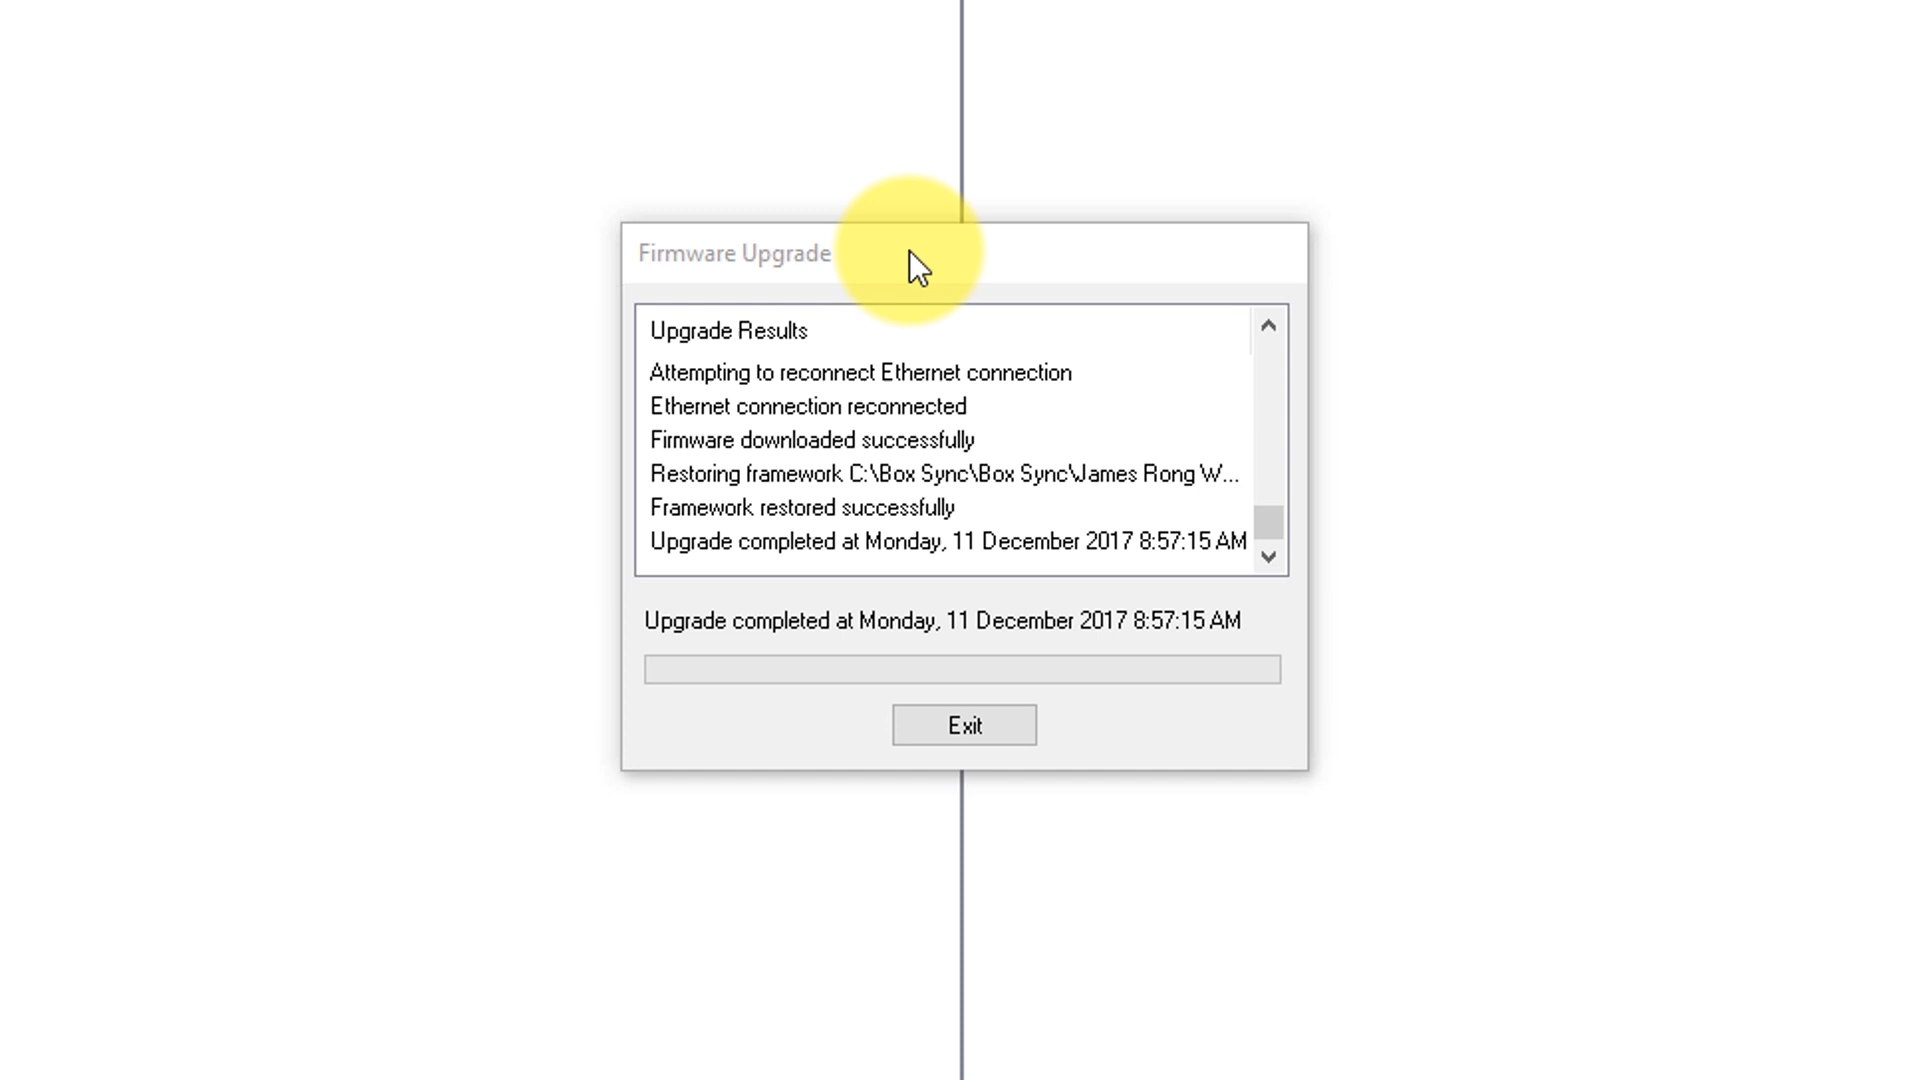 Firmware Upgrade
Upgrade Results
Attempting to reconnect Ethernet connection
Ethernet connection reconnected
Firmware downloaded successfully
Restoring framework C:\Box Sync\Box Sync\James Rong W...
Framework restored successfully
Upgrade completed at Monday, 11 December 2017 8:57:15 AM
Upgrade completed at Monday, 11 December 2017 8:57:15 AM
Exit